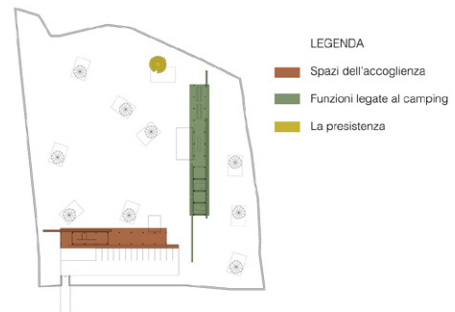 LEGENDA
Spazi dell'accoglienza
Funzioni legate al camping
La presistenza